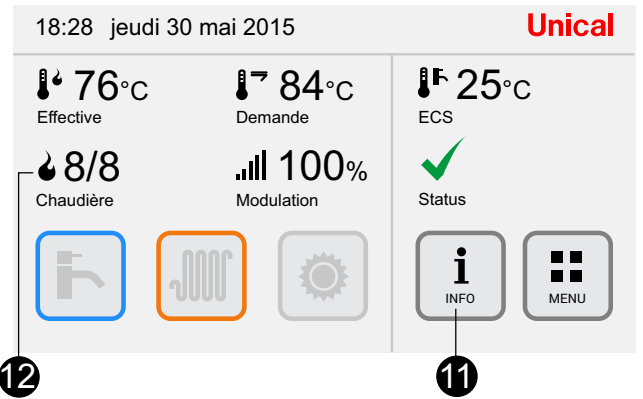 18:28 jeudi 30 mai 2015 Unical
76°C 84°C 25°C
Effective Demande ECS
8/8 100%
Chaudière Modulation Status
i
INFO MENU
12 11